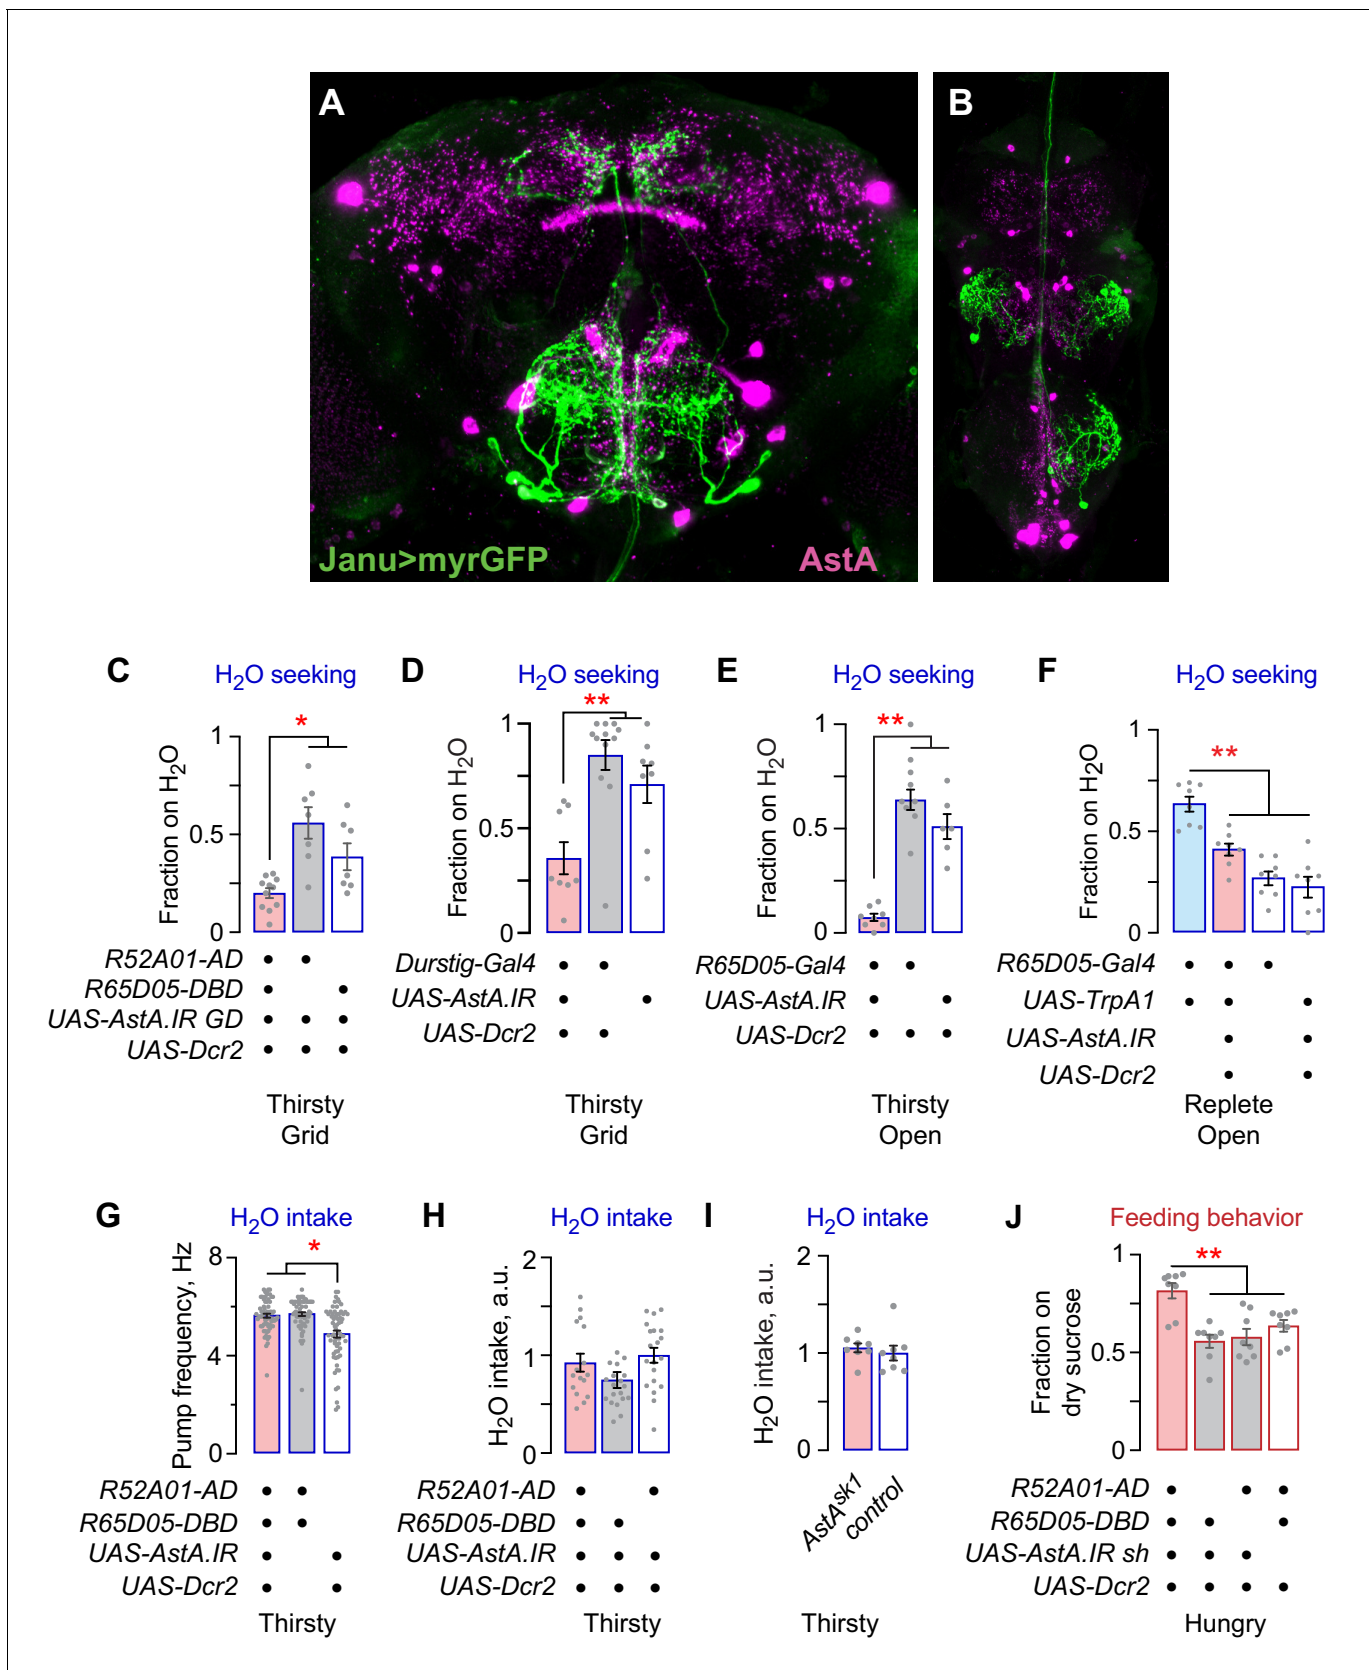 A
B
Janu>myrGFP
AstA
C
H2O seeking
*
Fraction on H2O
1
0.5
0
R52A01-AD
R65D05-DBD
UAS-AstA.IR GD
UAS-Dcr2
Thirsty
Grid
D
H2O seeking
**
Fraction on H2O
1
0.5
0
Durstig-Gal4
UAS-AstA.IR
UAS-Dcr2
Thirsty
Grid
E
H2O seeking
**
Fraction on H2O
1
0.5
0
R65D05-Gal4
UAS-AstA.IR
UAS-Dcr2
Thirsty
Open
F
H2O seeking
**
Fraction on H2O
1
0.5
0
R65D05-Gal4
UAS-TrpA1
UAS-AstA.IR
UAS-Dcr2
Replete
Open
G
H2O intake
*
Pump frequency, Hz
8
4
0
R52A01-AD
R65D05-DBD
UAS-AstA.IR
UAS-Dcr2
Thirsty
H
H2O intake
H2O intake, a.u.
2
1
0
R52A01-AD
R65D05-DBD
UAS-AstA.IR
UAS-Dcr2
Thirsty
I
H2O intake
H2O intake, a.u.
2
1
0
AstAsk1
control
Thirsty
J
Feeding behavior
**
Fraction on
dry sucrose
1
0.5
0
R52A01-AD
R65D05-DBD
UAS-AstA.IR sh
UAS-Dcr2
Hungry